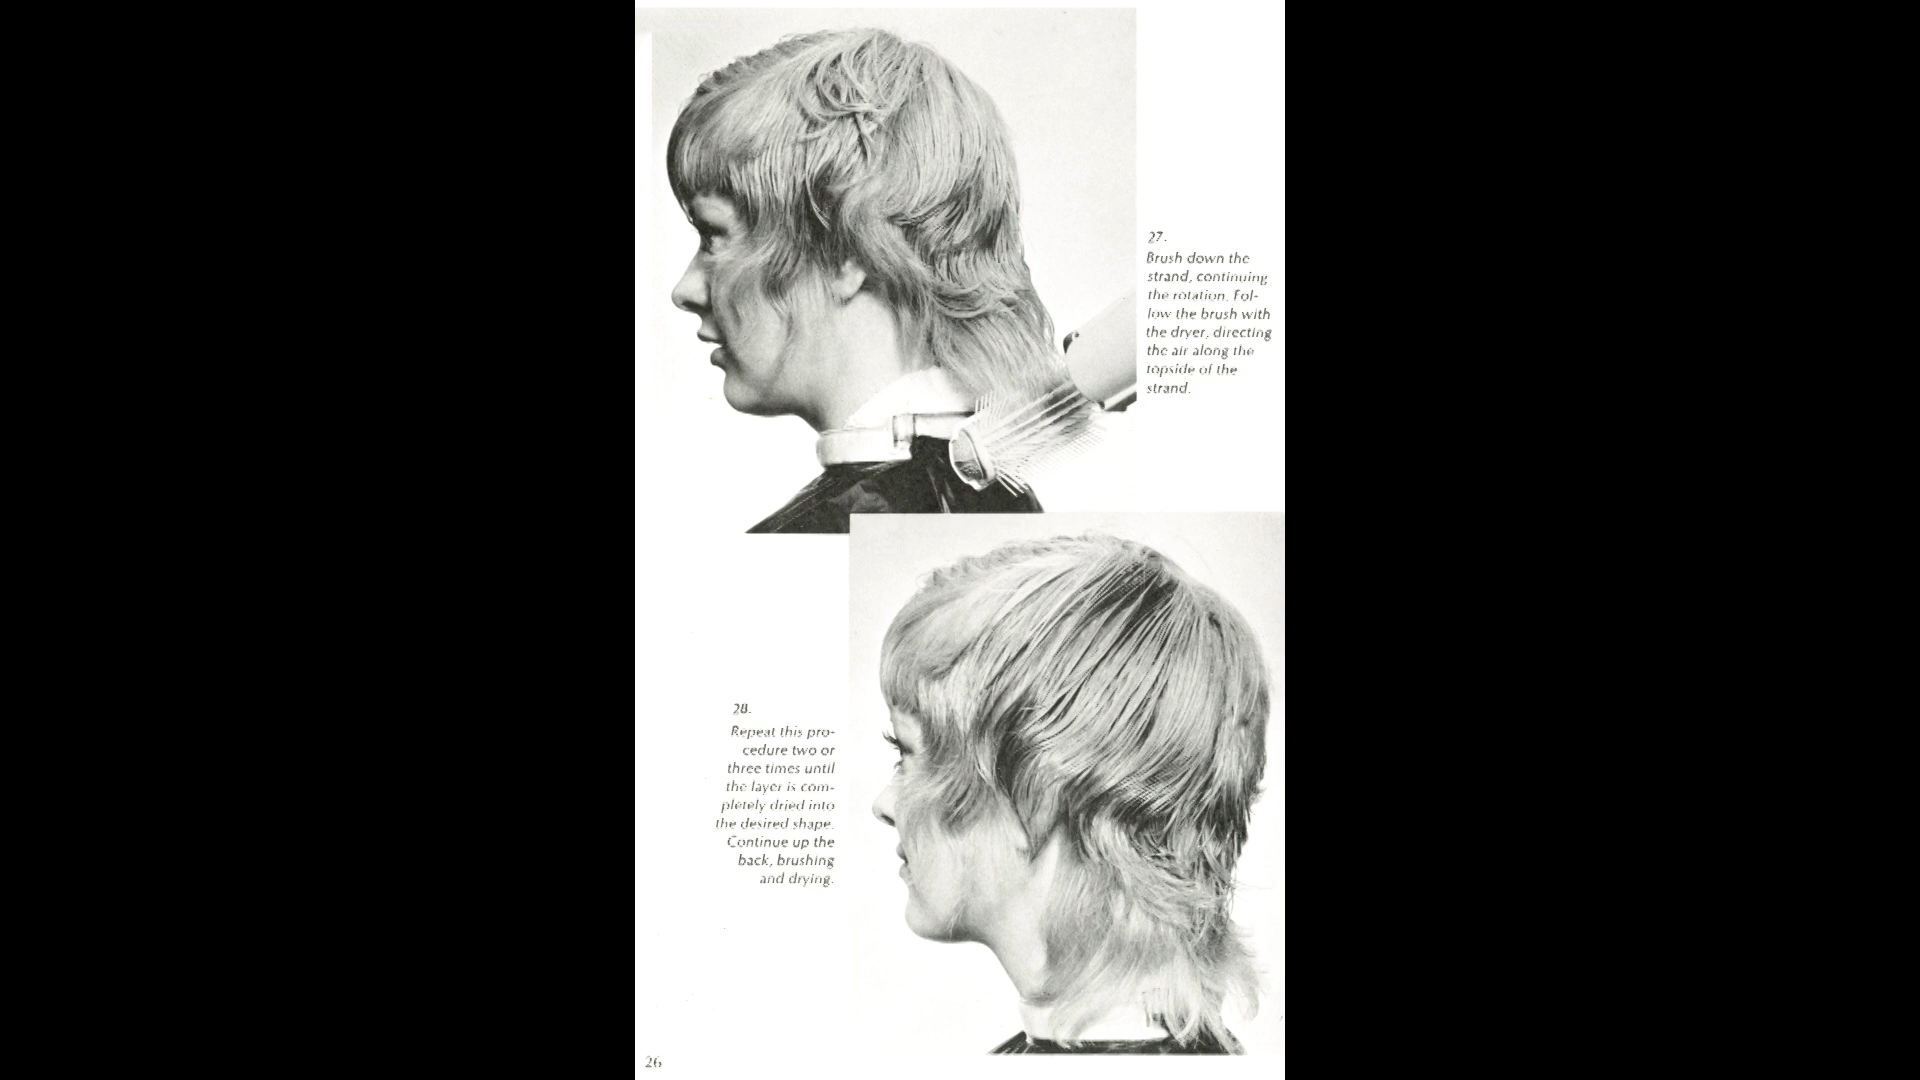 27.
Brush down the
strand, continuing
the rotation. Fol-
low the brush with
the dryer, directing
the air along the
topside of the
strand.
28.
Repeat this pro-
cedure two or
three times until
the layer is com-
pletely dried into
the desired shape.
Continue up the
back, brushing
and drying.
26